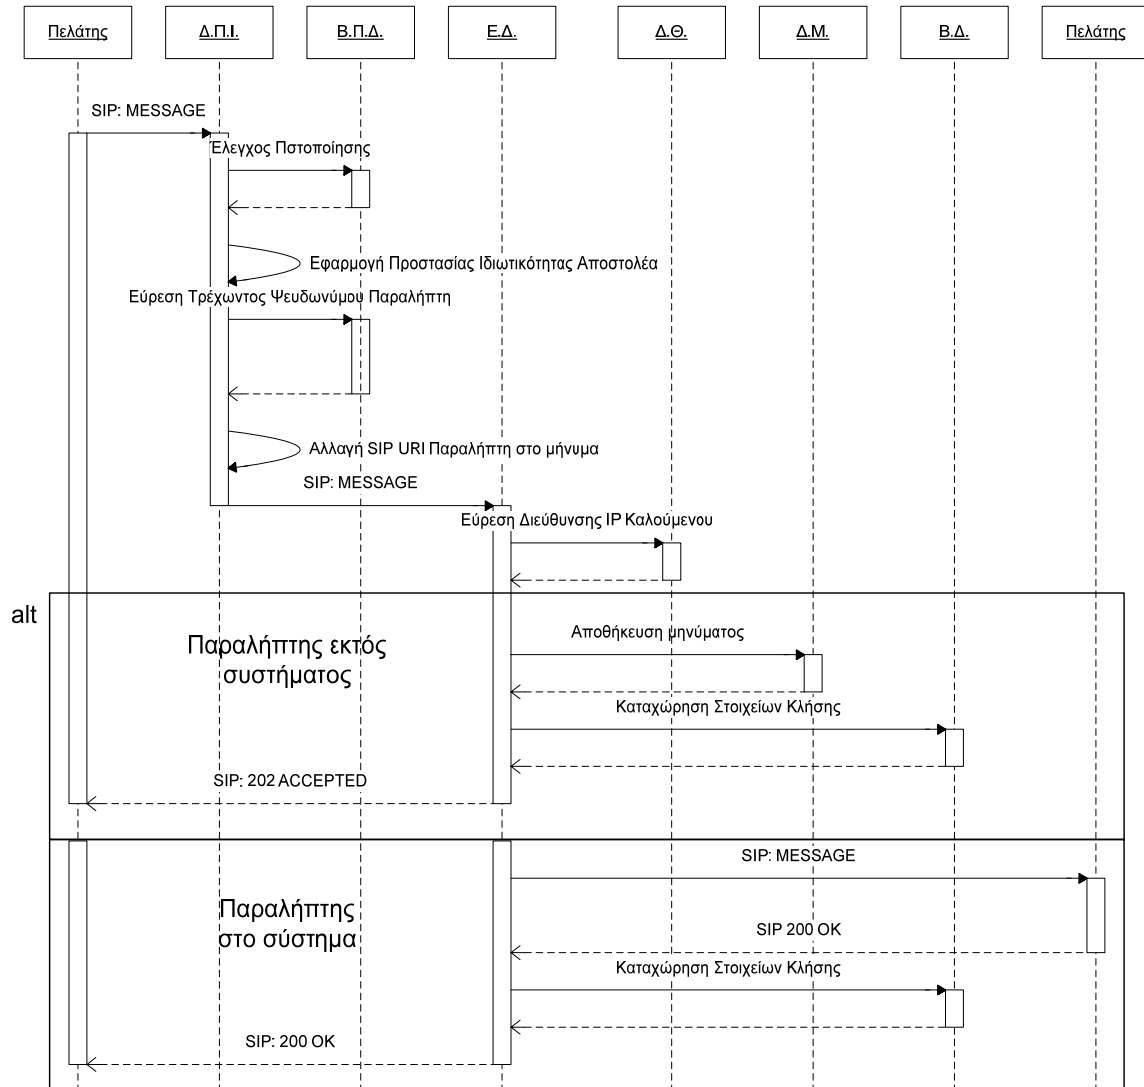 Πελάτης
Δ.Π.Ι.
Β.Π.Δ.
Ε.Δ.
Δ.Θ.
Δ.Μ.
Β.Δ.
Πελάτης
SIP: MESSAGE
Έλεγχος Πστοποίησης
Εφαρμογή Προστασίας Ιδιωτικότητας Αποστολέα
Εύρεση Τρέχωντος Ψευδωνύμου Παραλήπτη
Αλλαγή SIP URI Παραλήπτη στο μήνυμα
SIP: MESSAGE
Εύρεση Διεύθυνσης IP Καλούμενου
alt
Παραλήπτης εκτός
συστήματος
Αποθήκευση μηνύματος
Καταχώρηση Στοιχείων Κλήσης
SIP: 202 ACCEPTED
SIP: MESSAGE
Παραλήπτης
στο σύστημα
SIP 200 OK
Καταχώρηση Στοιχείων Κλήσης
SIP: 200 OK